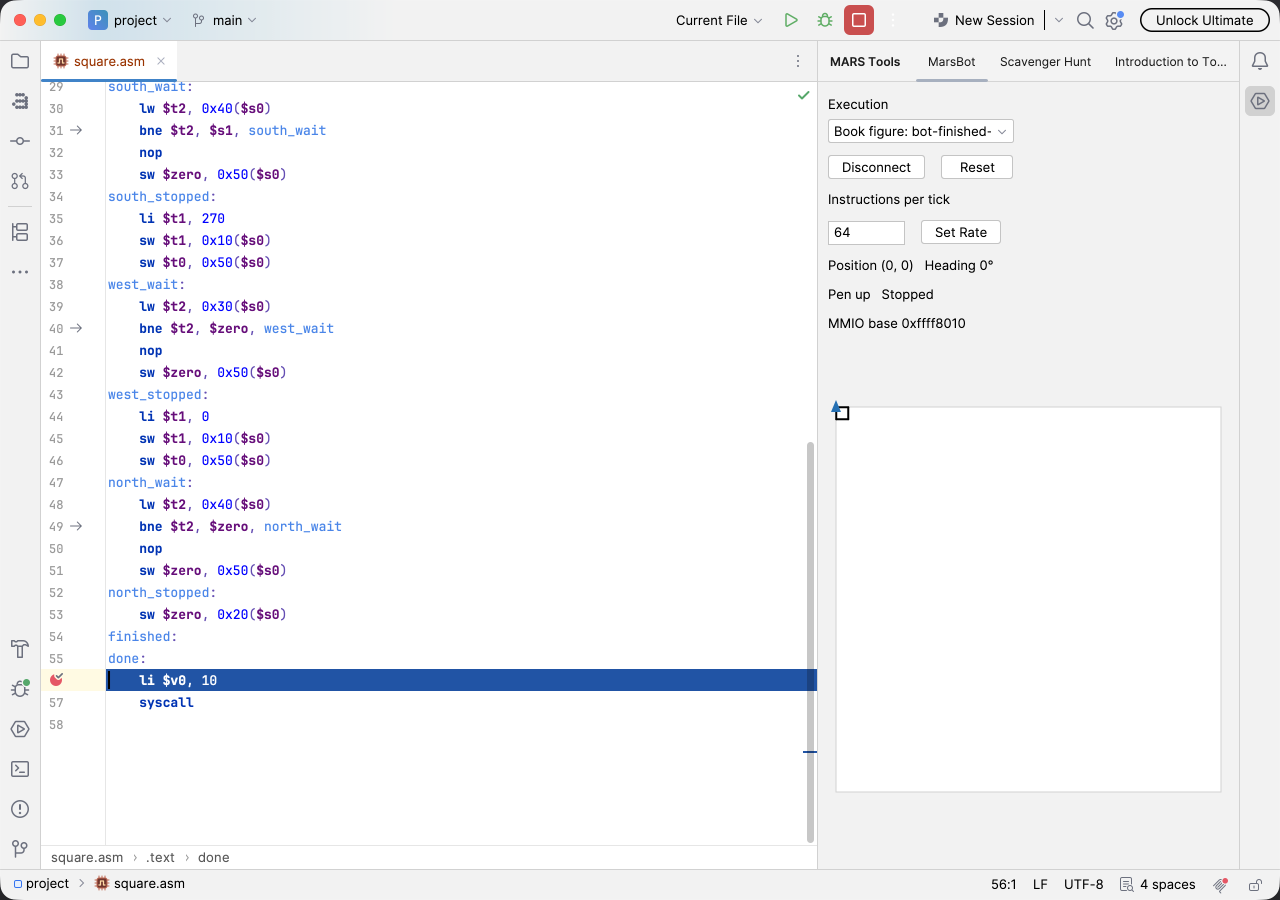 P project main Current File New Session Unlock Ultimate
square.asm MARS Tools MarsBot Scavenger Hunt Introduction to To...
29 south_wait:
30 lw $t2, 0x40($s0)
31 bne $t2, $s1, south_wait
32 nop
33 sw $zero, 0x50($s0)
34 south_stopped:
35 li $t1, 270
36 sw $t1, 0x10($s0)
37 sw $t0, 0x50($s0)
38 west_wait:
39 lw $t2, 0x30($s0)
40 bne $t2, $zero, west_wait
41 nop
42 sw $zero, 0x50($s0)
43 west_stopped:
44 li $t1, 0
45 sw $t1, 0x10($s0)
46 sw $t0, 0x50($s0)
47 north_wait:
48 lw $t2, 0x40($s0)
49 bne $t2, $zero, north_wait
50 nop
51 sw $zero, 0x50($s0)
52 north_stopped:
53 sw $zero, 0x20($s0)
54 finished:
55 done:
li $v0, 10
57 syscall
58
Execution
Book figure: bot-finished-
Disconnect Reset
Instructions per tick
64 Set Rate
Position (0, 0) Heading 0°
Pen up Stopped
MMIO base 0xffff8010
square.asm › .text › done
project › square.asm 56:1 LF UTF-8 4 spaces